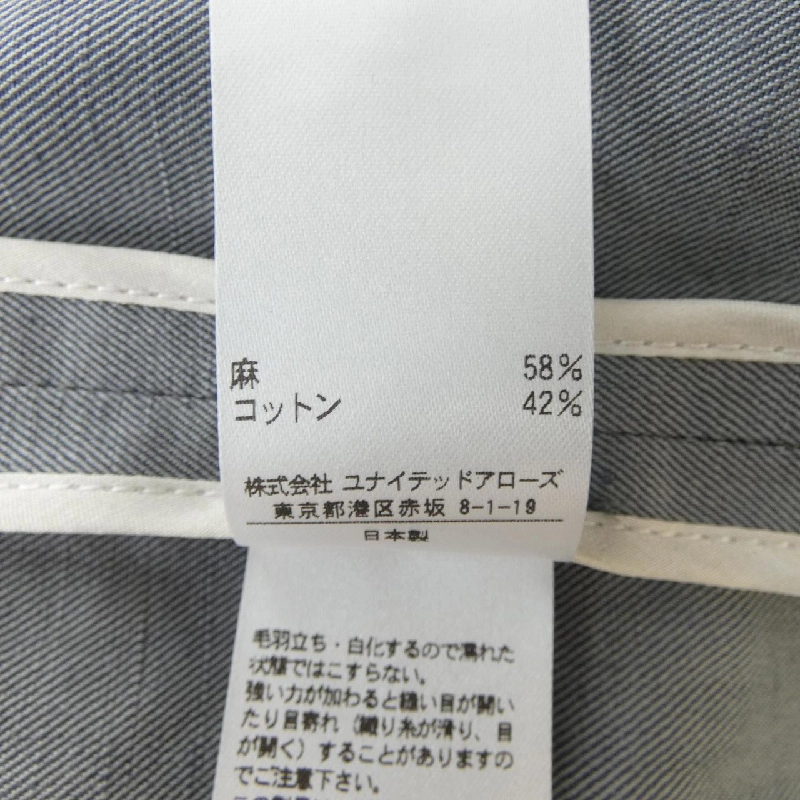 麻 58%
コットン 42%
株式会社 ユナイテッドアローズ
東京都港区赤坂 8-1-19
日本製
毛羽立ち・白化するので濡れた
状態ではこすらない。
強い力が加わると縫い目が開い
たり目寄れ（織り糸が滑り、目
が開く）することがありますの
でご注意下さい。